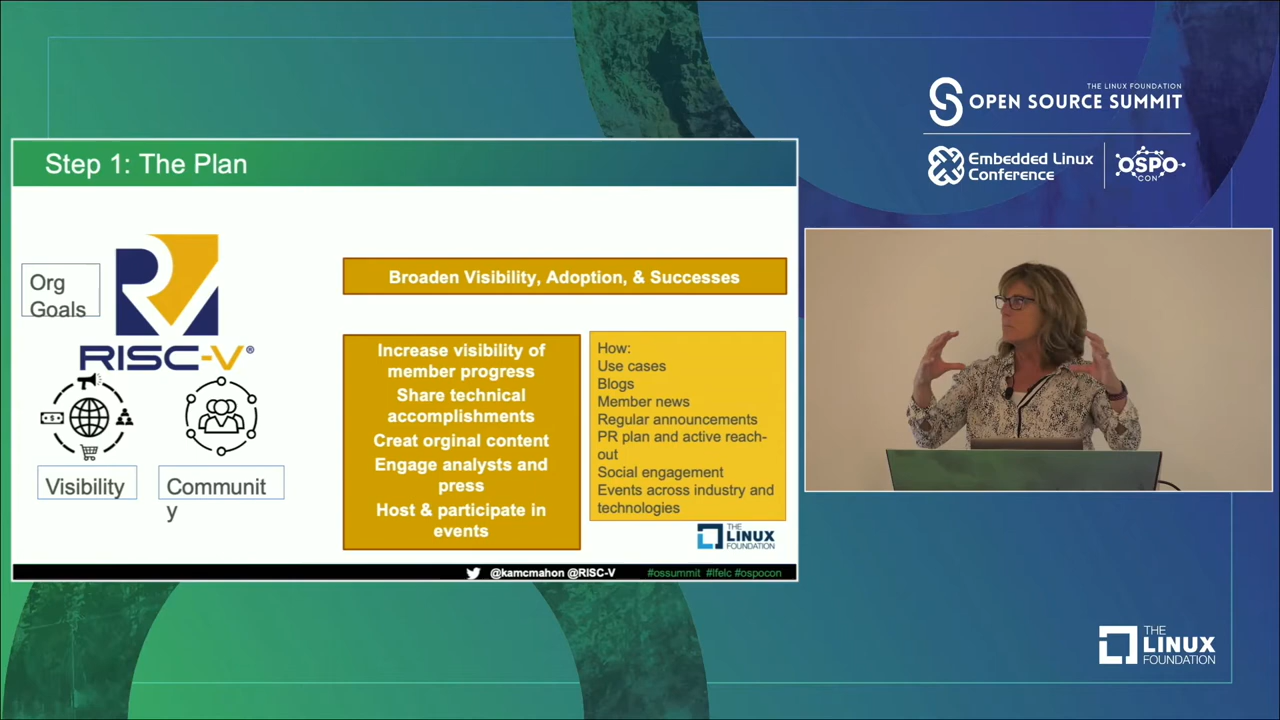 THE LINUX FOUNDATION
OPEN SOURCE SUMMIT
Embedded Linux
Conference
OSPO
CON
Step 1: The Plan
Org
Goals
RISC-V®
Visibility
Communit
y
Broaden Visibility, Adoption, & Successes
Increase visibility of
member progress
Share technical
accomplishments
Creat orginal content
Engage analysts and
press
Host & participate in
events
How:
Use cases
Blogs
Member news
Regular announcements
PR plan and active reach-
out
Social engagement
Events across industry and
technologies
THE
LINUX
FOUNDATION
@kamcmahon @RISC-V
#ossummit #lfelc #ospocon
THE
LINUX
FOUNDATION